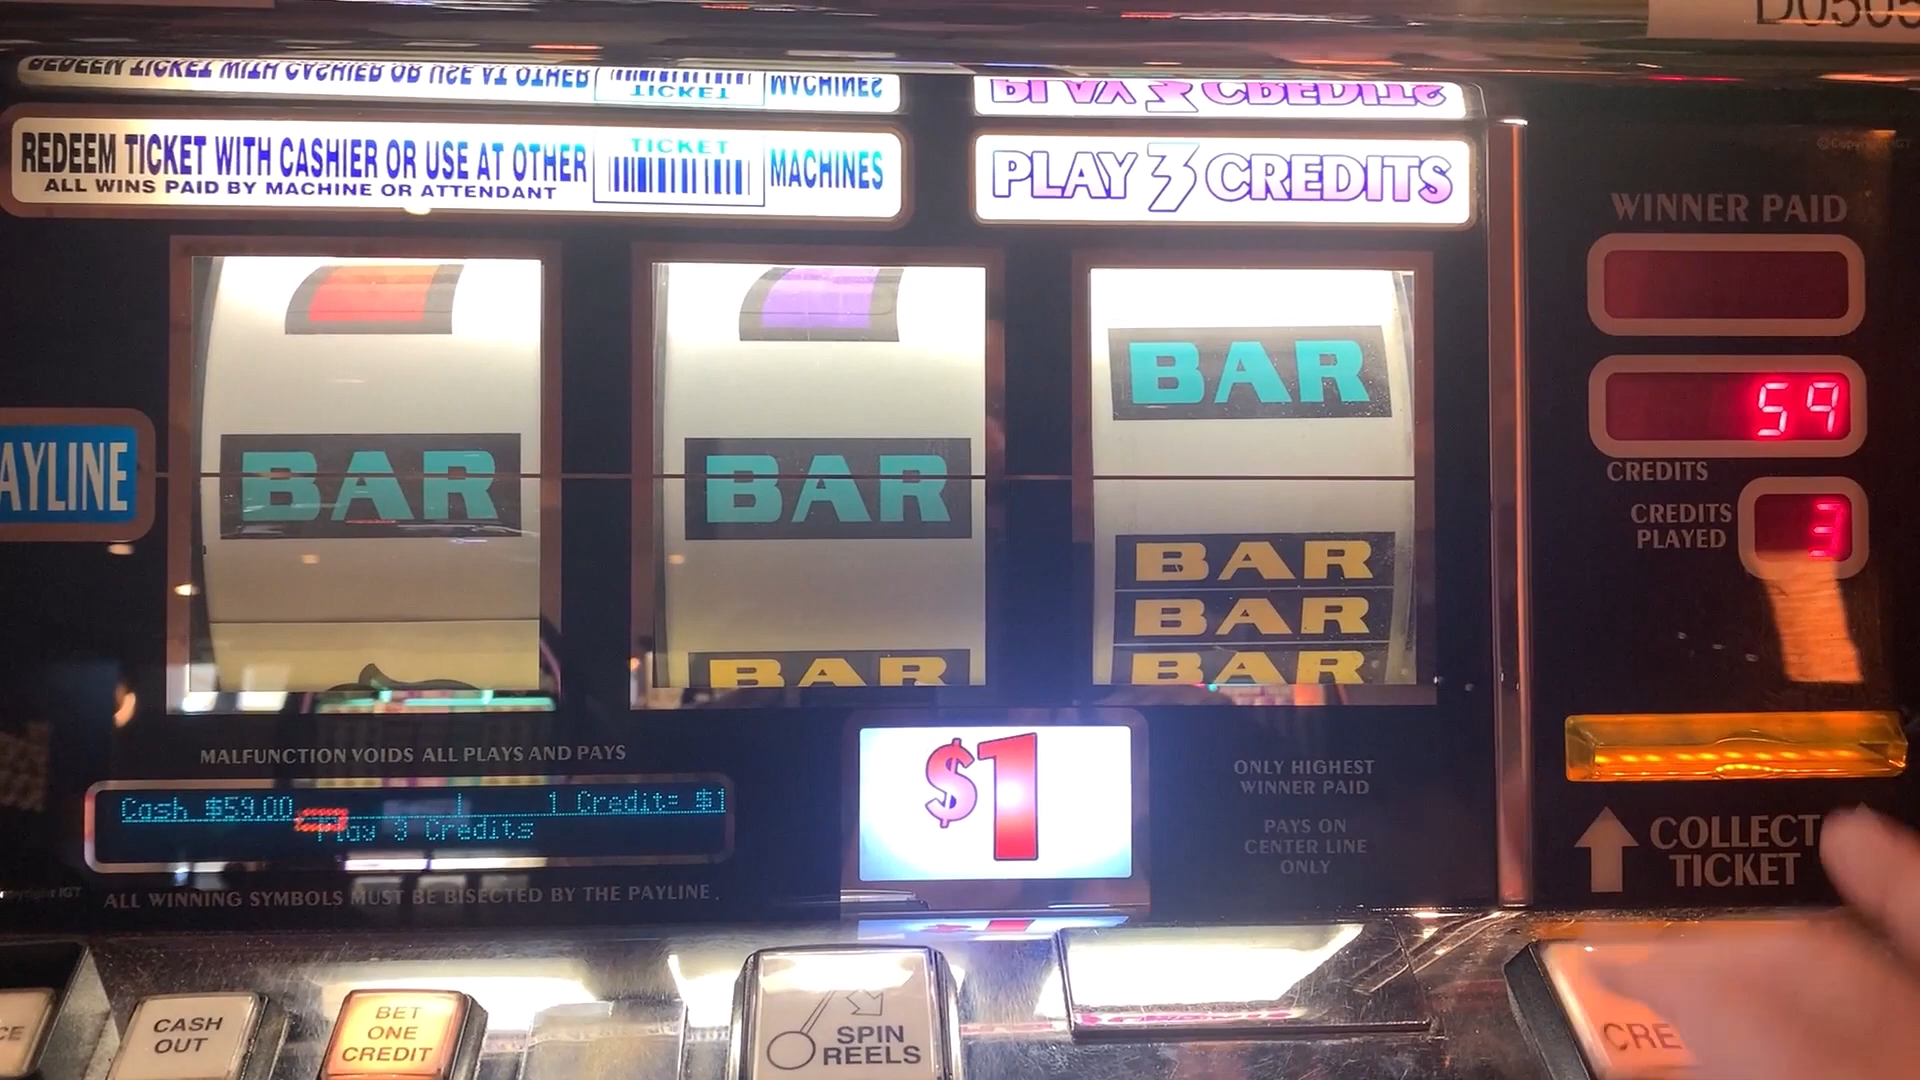 D0505
REDEEM TICKET WITH CASHIER OR USE AT OTHER TICKET MACHINES
ALL WINS PAID BY MACHINE OR ATTENDANT
PLAY 3 CREDITS
WINNER PAID
59
CREDITS
3
CREDITS
PLAYED
AYLINE
BAR
BAR
BAR
BAR
BAR
BAR
BAR
MALFUNCTION VOIDS ALL PLAYS AND PAYS
Cash $59.00
1 Credit= $1
Play 3 Credits
ALL WINNING SYMBOLS MUST BE BISECTED BY THE PAYLINE.
$1
ONLY HIGHEST
WINNER PAID
PAYS ON
CENTER LINE
ONLY
COLLECT
TICKET
CASH
OUT
BET
ONE
CREDIT
SPIN
REELS
CRE